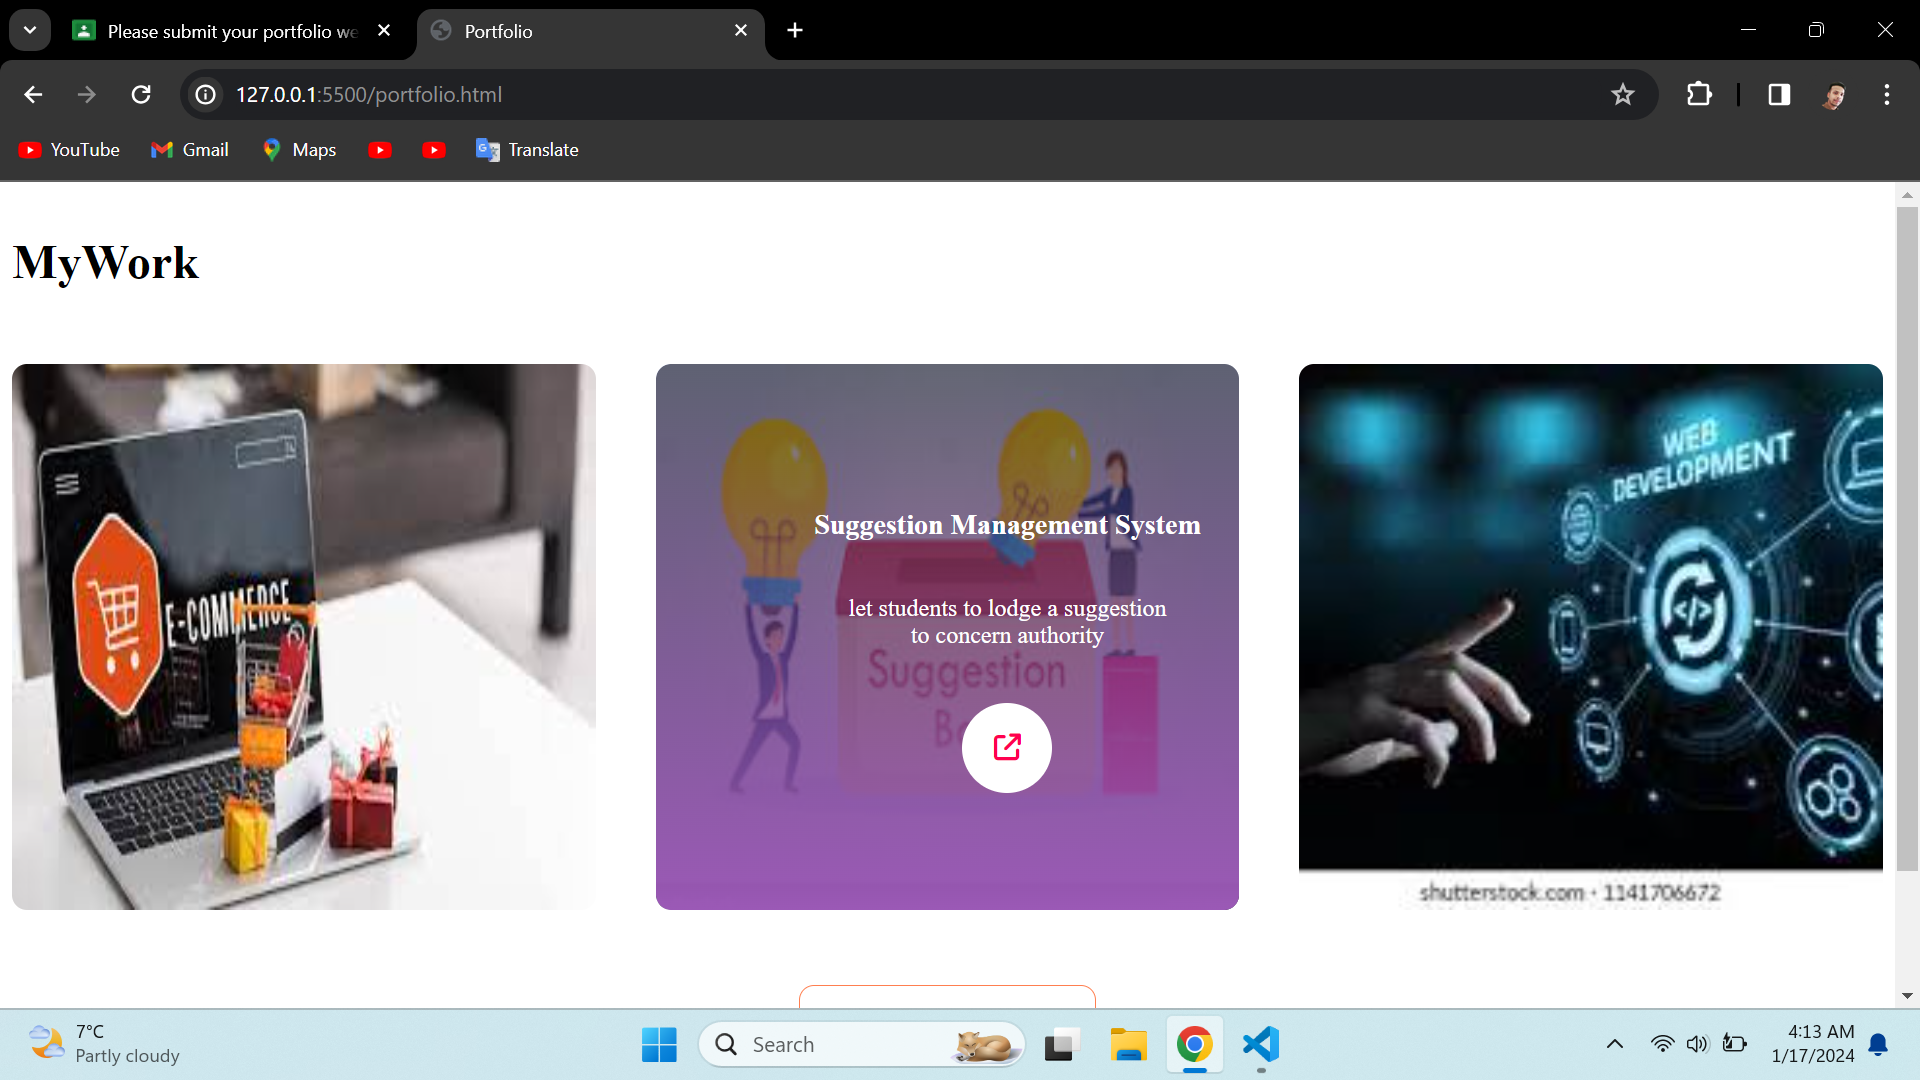 Please submit your portfolio we
Portfolio
127.0.0.1:5500/portfolio.html
YouTube
Gmail
Maps
Translate
MyWork
E-COMMERCE
Suggestion Management System
let students to lodge a suggestion
to concern authority
Suggestion
WEB
DEVELOPMENT
</>
shutterstock.com · 1141706672
7°C
Partly cloudy
Search
4:13 AM
1/17/2024